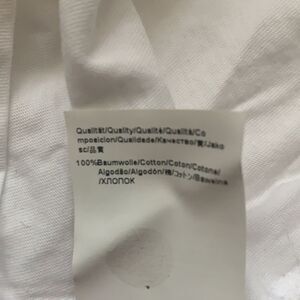 Qualität/Quality/Qualité/Qualità/Co
mposicion/Qualidade/Качество/質/Jako
sc/品質
100%Baumwolle/Cotton/Coton/Cotone/
Algodão/Algodón/棉/コットン/Bawełna
/ХЛОПОК